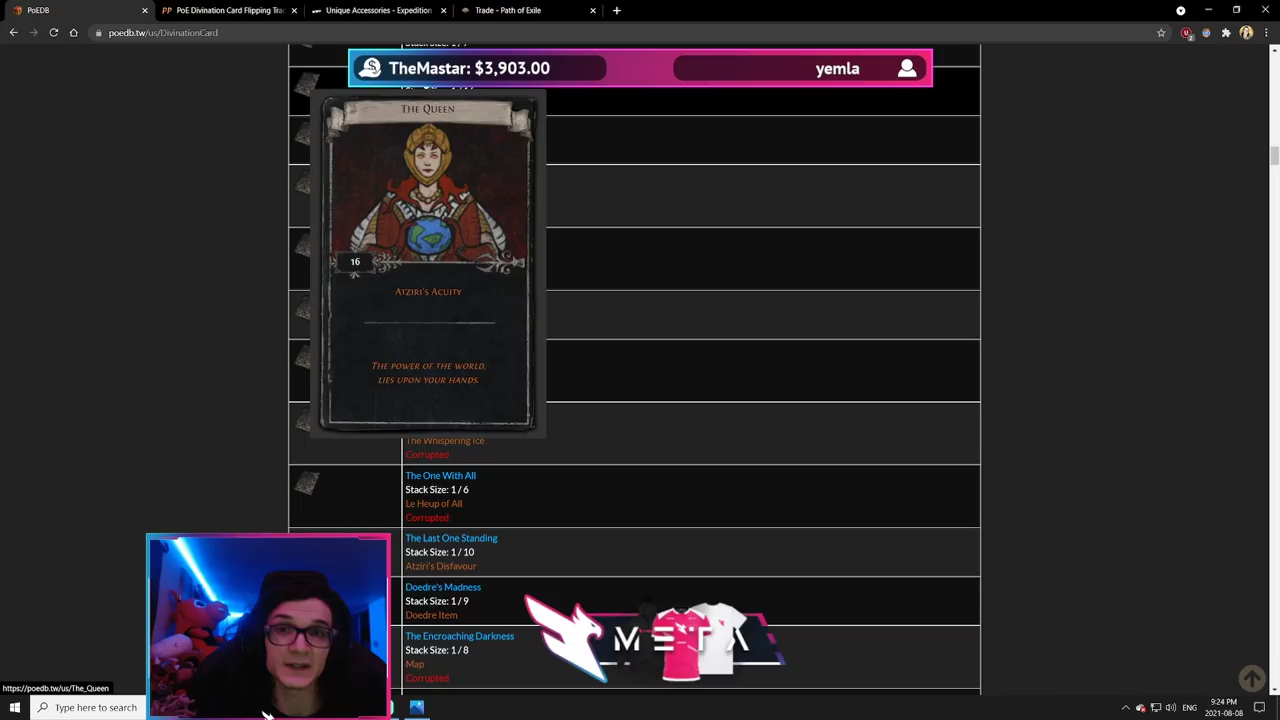 PoEDB
PoE Divination Card Flipping Trac
Unique Accessories - Expedition
Trade - Path of Exile
poedb.tw/us/DivinationCard
TheMastar: $3,903.00
yemla
The Queen
16
Atziri's Acuity
The power of the world,
lies upon your hands.
The Whispering Ice
Corrupted
The One With All
Stack Size: 1 / 6
Le Heup of All
Corrupted
The Last One Standing
Stack Size: 1 / 10
Atziri's Disfavour
Doedre's Madness
Stack Size: 1 / 9
Doedre Item
The Encroaching Darkness
Stack Size: 1 / 8
Map
Corrupted
META
https://poedb.tw/us/The_Queen
Type here to search
ENG
9:24 PM
2021-08-08